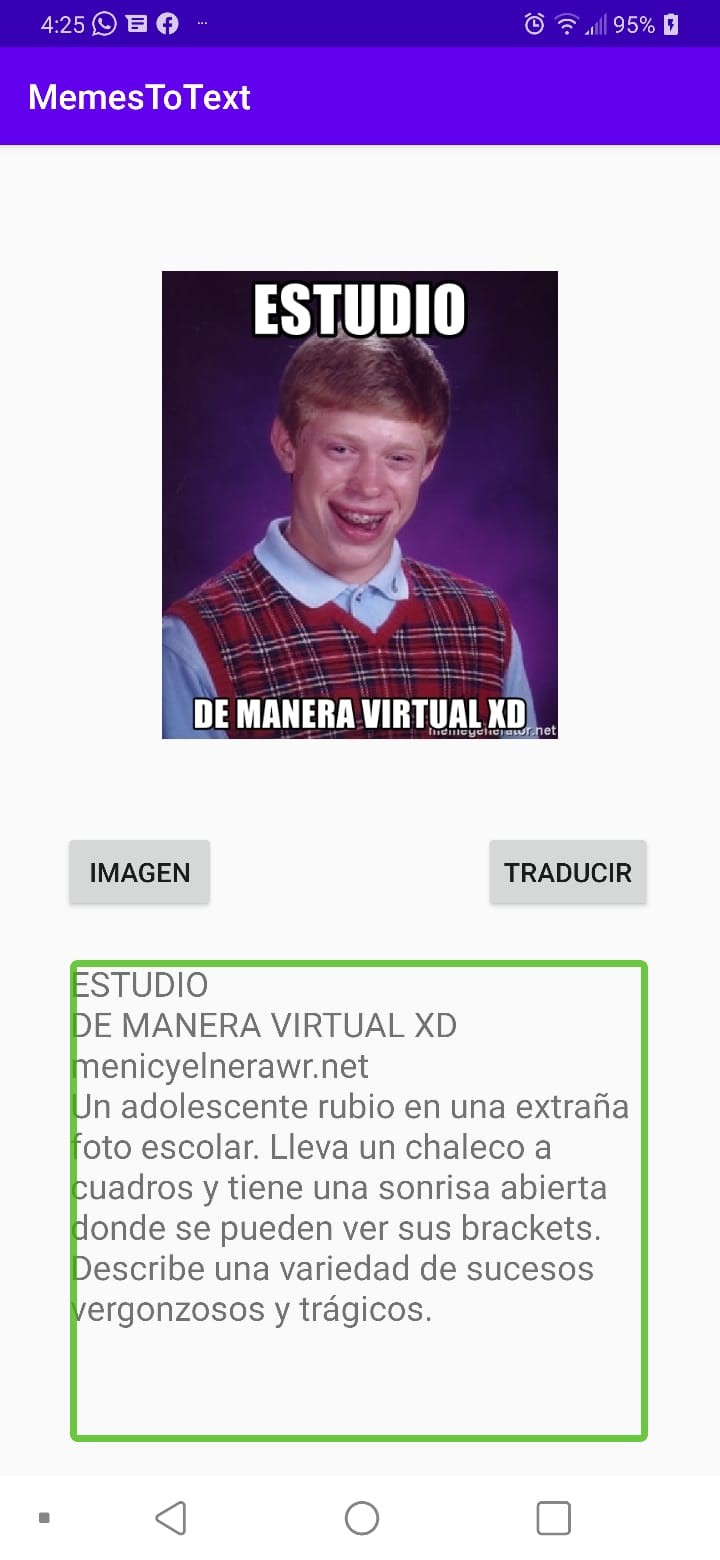 4:25
95%
MemesToText
ESTUDIO
DE MANERA VIRTUAL XD
memegenerator.net
IMAGEN
TRADUCIR
ESTUDIO
DE MANERA VIRTUAL XD
menicyelnerawr.net
Un adolescente rubio en una extraña
foto escolar. Lleva un chaleco a
cuadros y tiene una sonrisa abierta
donde se pueden ver sus brackets.
Describe una variedad de sucesos
vergonzosos y trágicos.